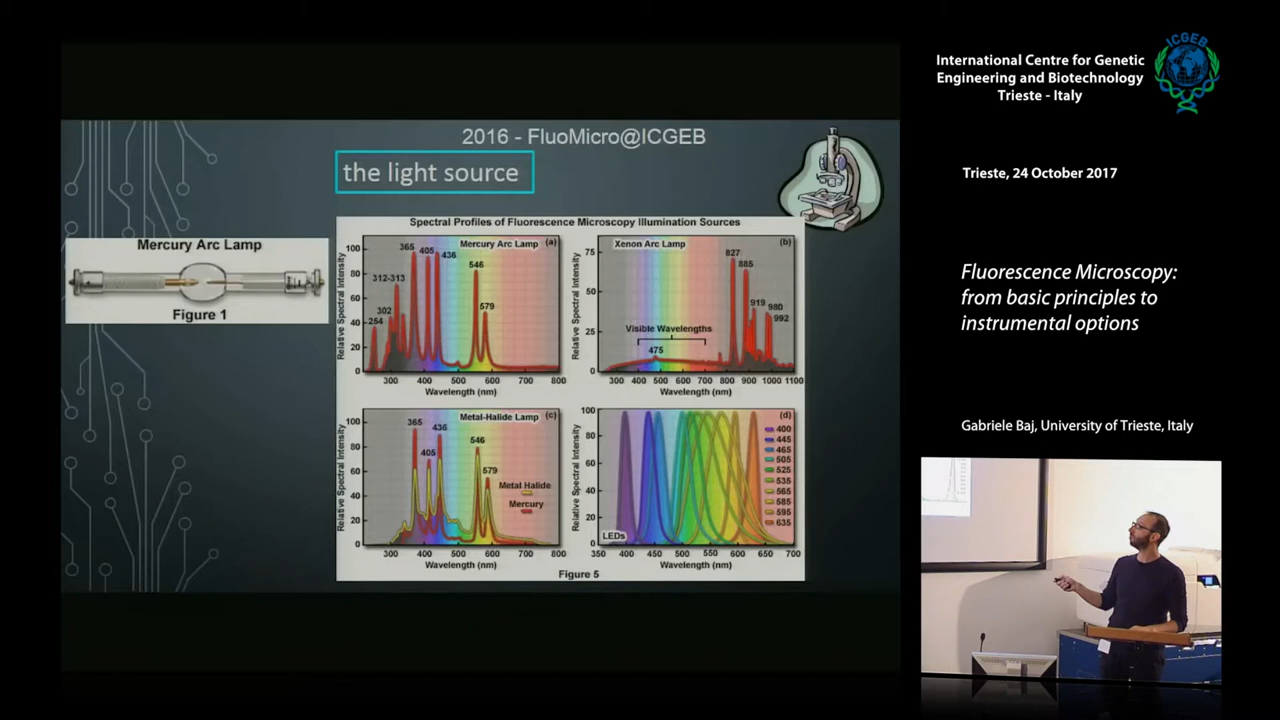 2016 - FluoMicro@ICGEB
the light source
Mercury Arc Lamp
Figure 1
Spectral Profiles of Fluorescence Microscopy Illumination Sources
Mercury Arc Lamp
(a)
Relative Spectral Intensity
100
80
60
40
20
0
254
302
312-313
365
405
436
546
579
300 400 500 600 700 800
Wavelength (nm)
Xenon Arc Lamp
(b)
Relative Spectral Intensity
75
50
25
0
Visible Wavelengths
475
827
885
919
980
992
300 400 500 600 700 800 900 1000 1100
Wavelength (nm)
Metal-Halide Lamp
(c)
Relative Spectral Intensity
100
80
60
40
20
0
365
405
436
546
579
Metal Halide
Mercury
300 400 500 600 700 800
Wavelength (nm)
(d)
Relative Spectral Intensity
100
80
60
40
20
0
400
445
465
505
525
535
565
585
595
635
LEDs
350 400 450 500 550 600 650 700
Wavelength (nm)
Figure 5
International Centre for Genetic
Engineering and Biotechnology
Trieste - Italy
ICGEB
Trieste, 24 October 2017
Fluorescence Microscopy:
from basic principles to
instrumental options
Gabriele Baj, University of Trieste, Italy